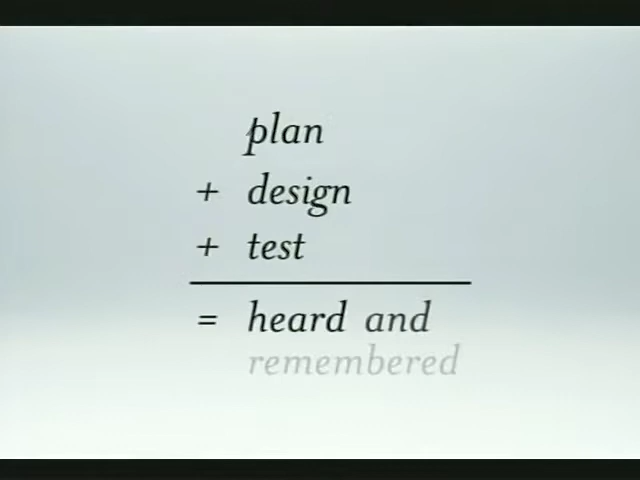 plan
+ design
+ test
= heard and
remembered